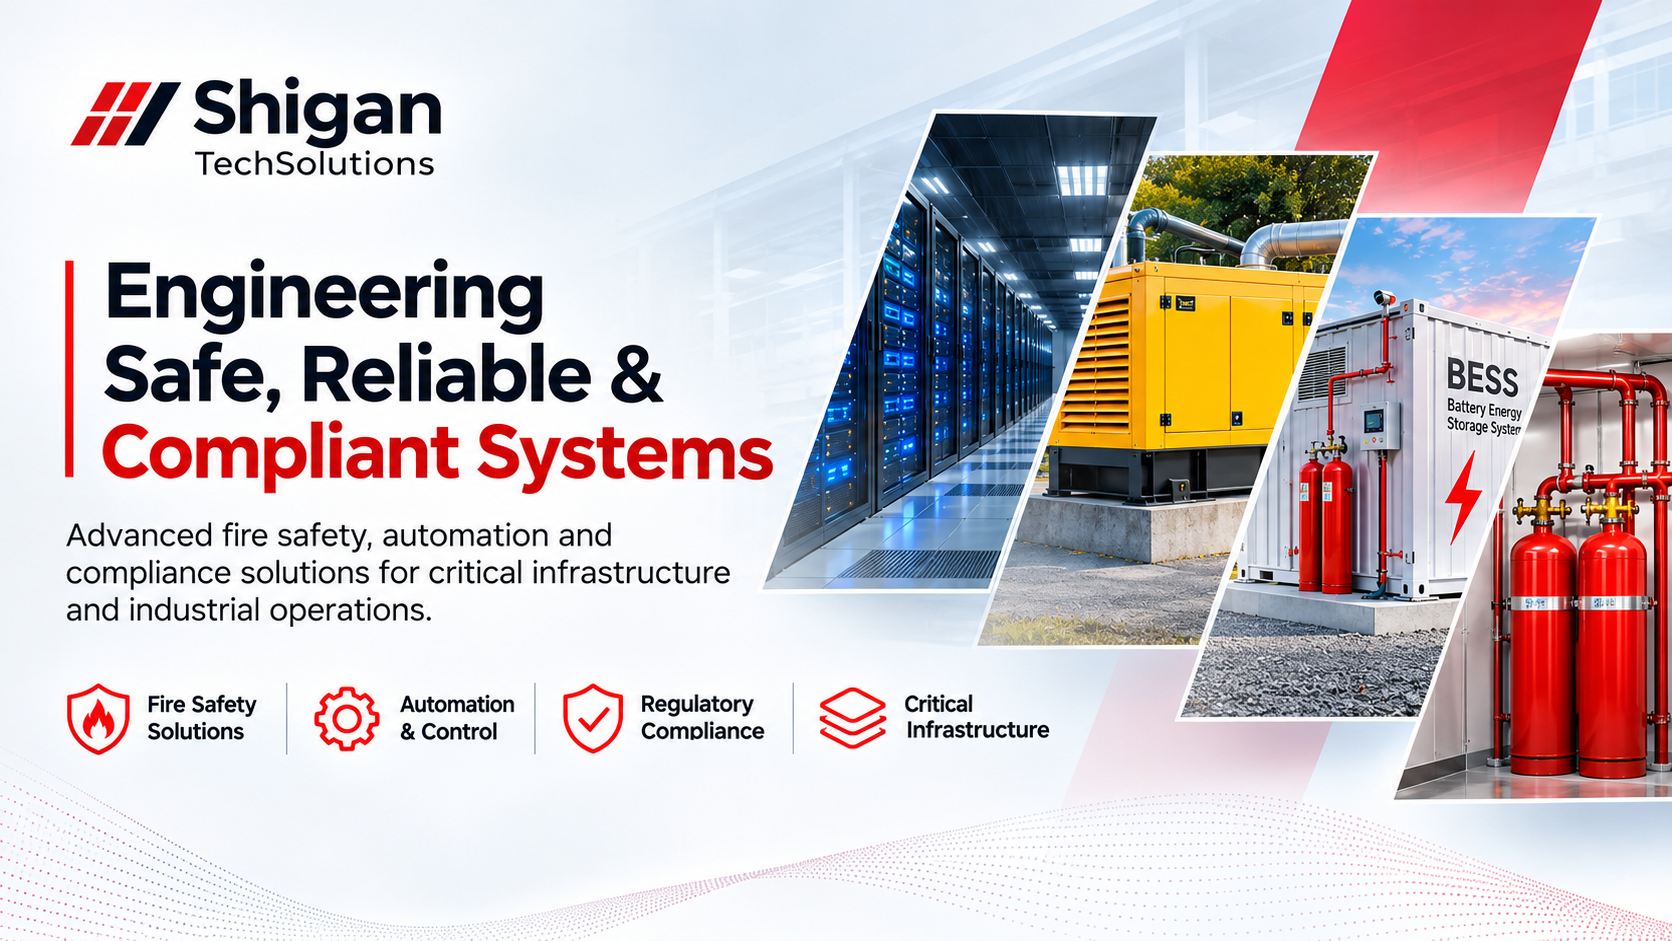 Shigan
TechSolutions
Engineering
Safe, Reliable &
Compliant Systems
Advanced fire safety, automation and
compliance solutions for critical infrastructure
and industrial operations.
Fire Safety
Solutions
Automation
& Control
Regulatory
Compliance
Critical
Infrastructure
BESS
Battery Energy
Storage System